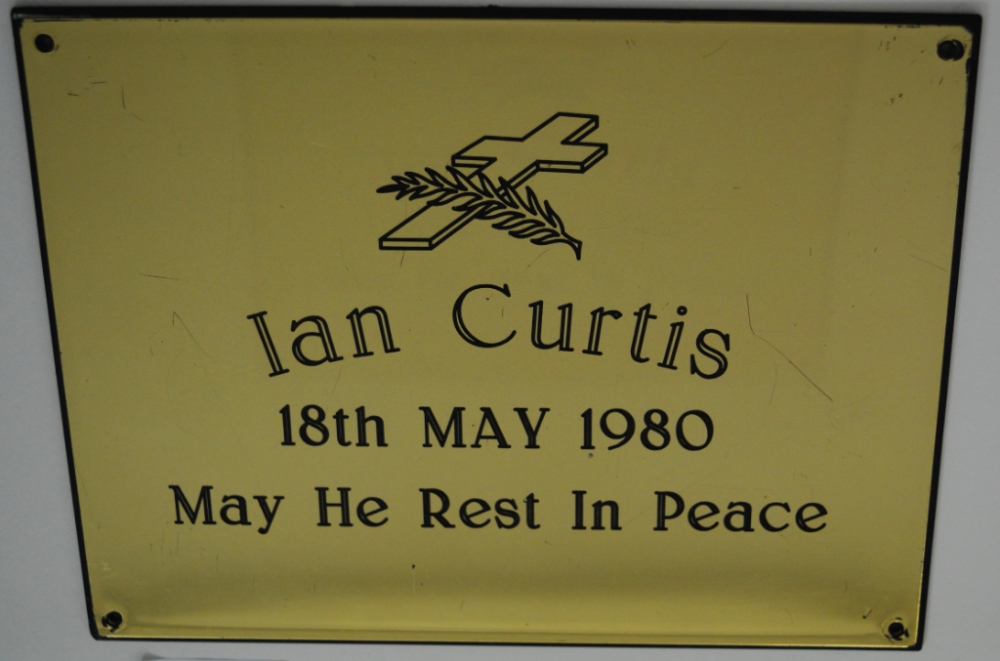 Ian Curtis
18th MAY 1980
May He Rest In Peace